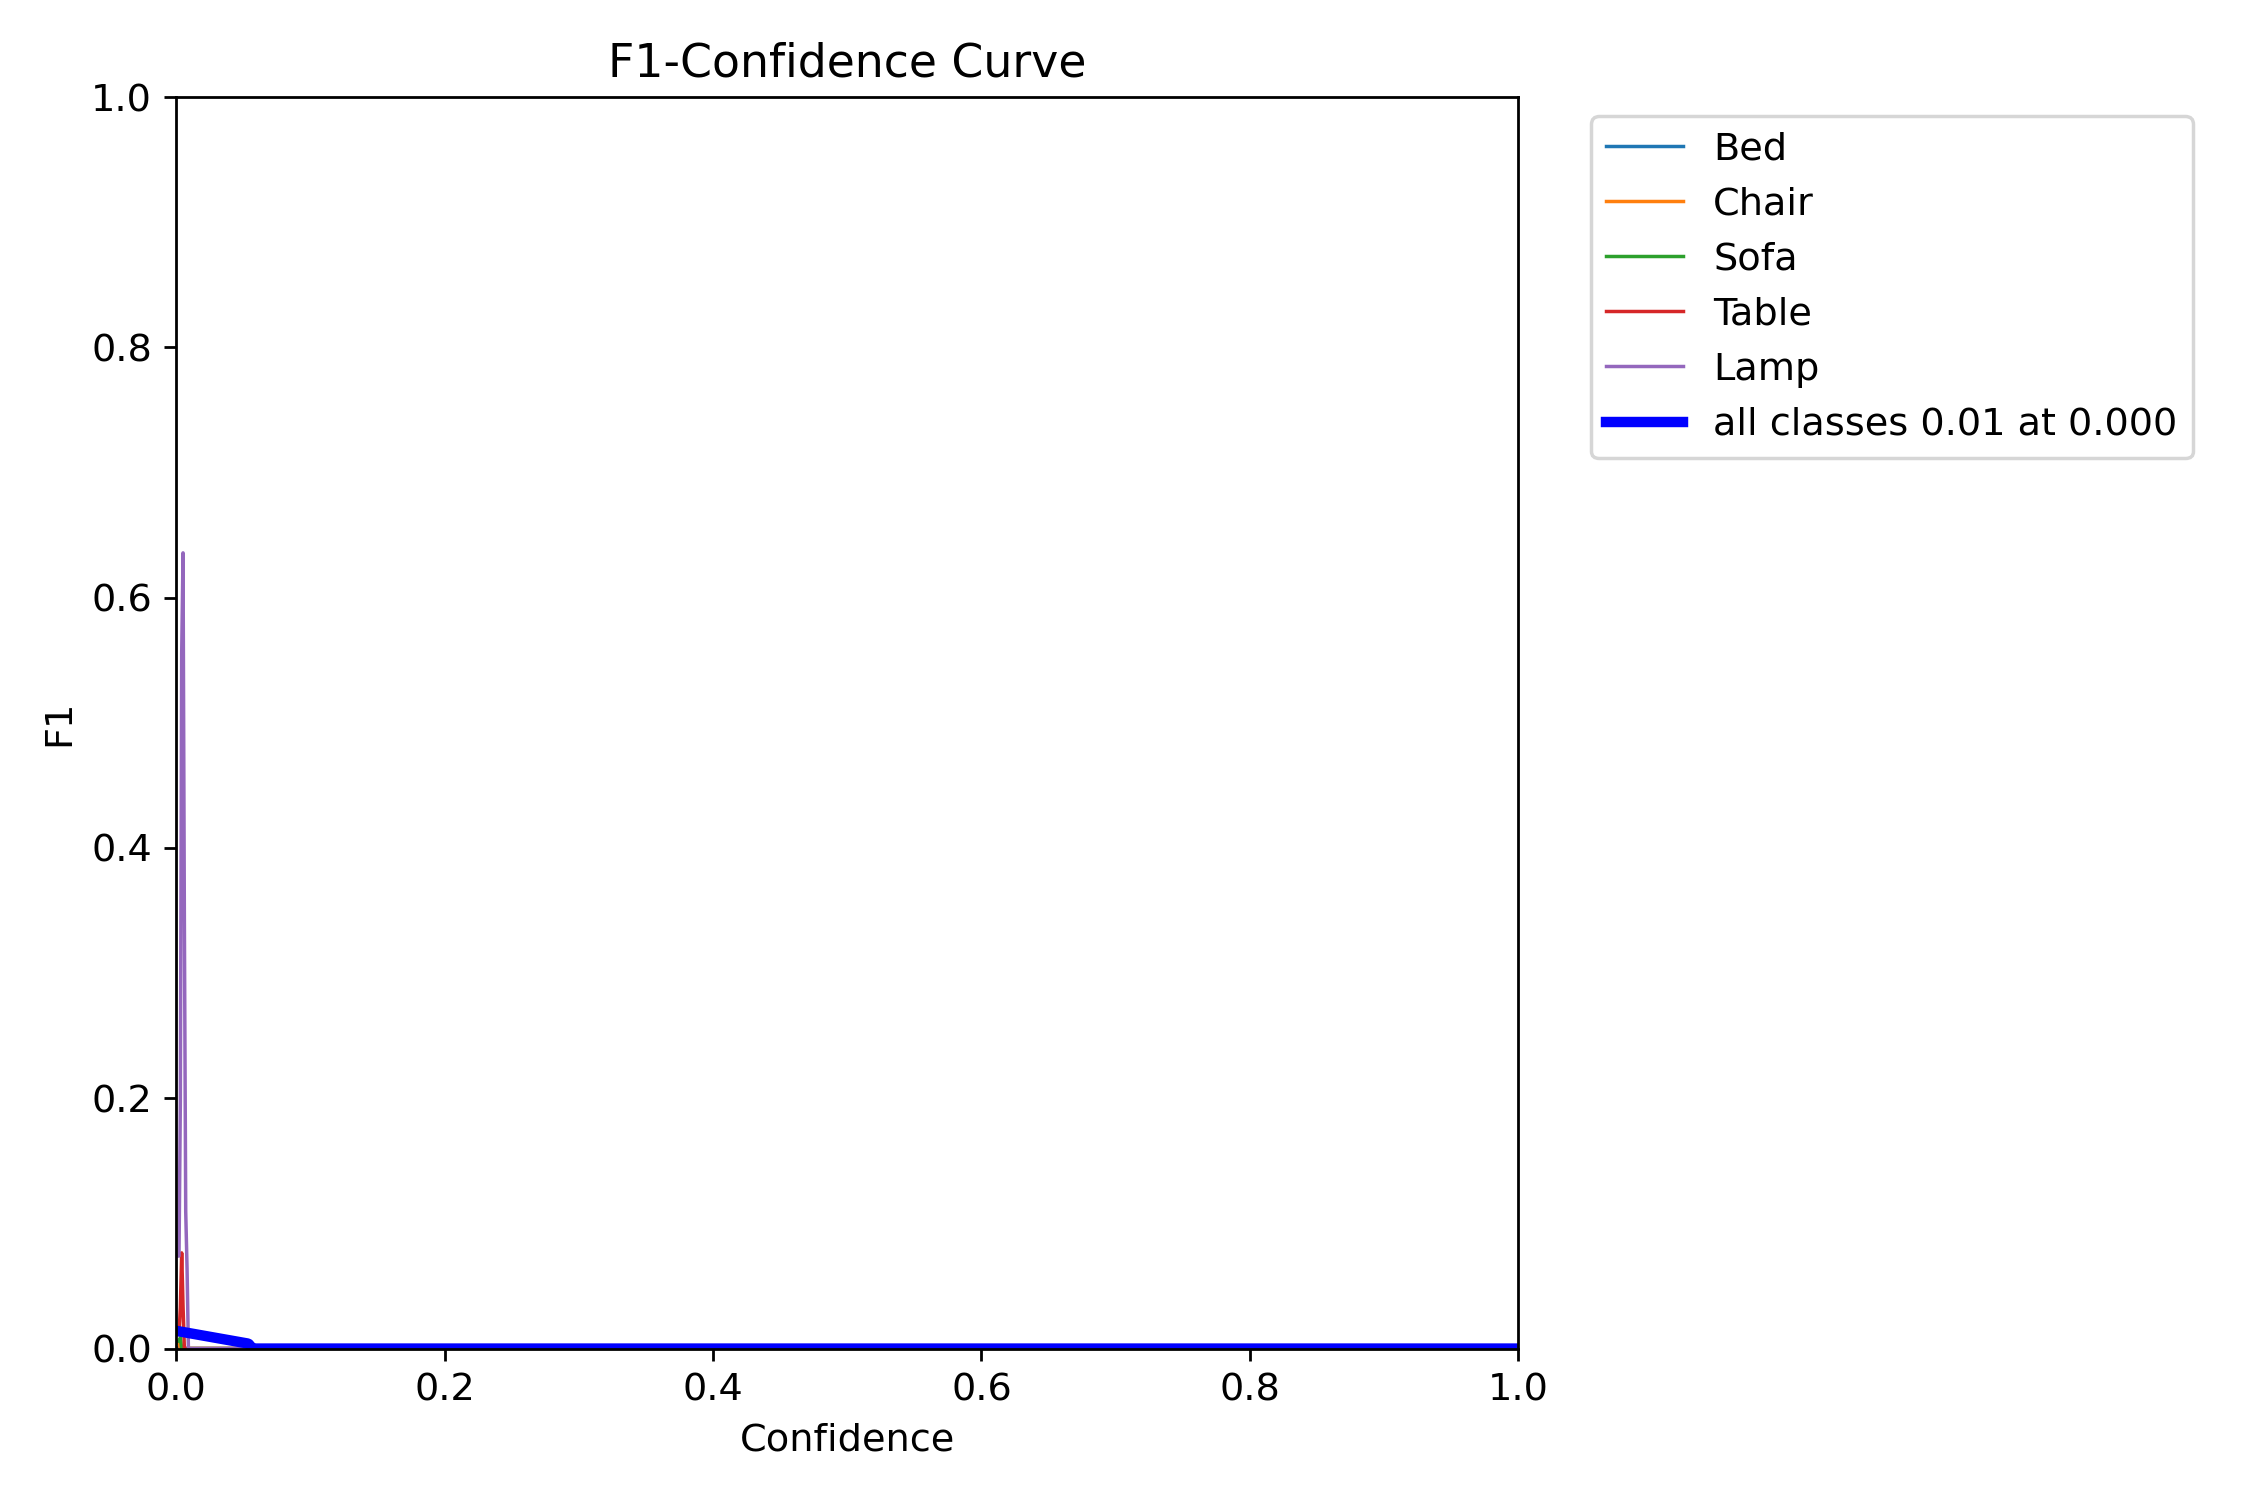 F1-Confidence Curve
1.0
0.8
0.6
0.4
0.2
0.0
F1
0.0 0.2 0.4 0.6 0.8 1.0
Confidence
Bed
Chair
Sofa
Table
Lamp
all classes 0.01 at 0.000